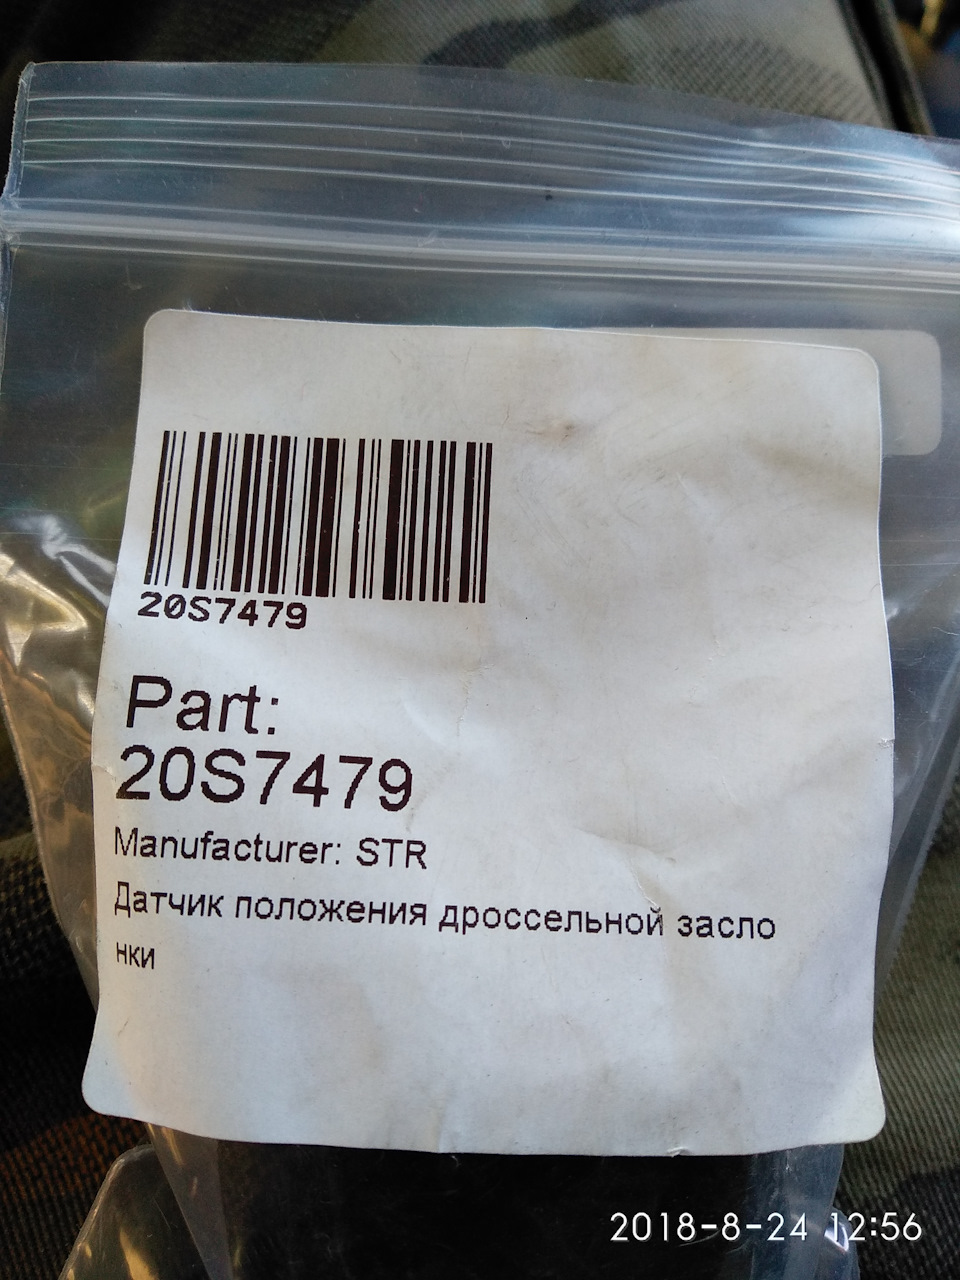 20S7479
Part:
20S7479
Manufacturer: STR
Датчик положения дроссельной засло
нки
2018-8-24 12:56